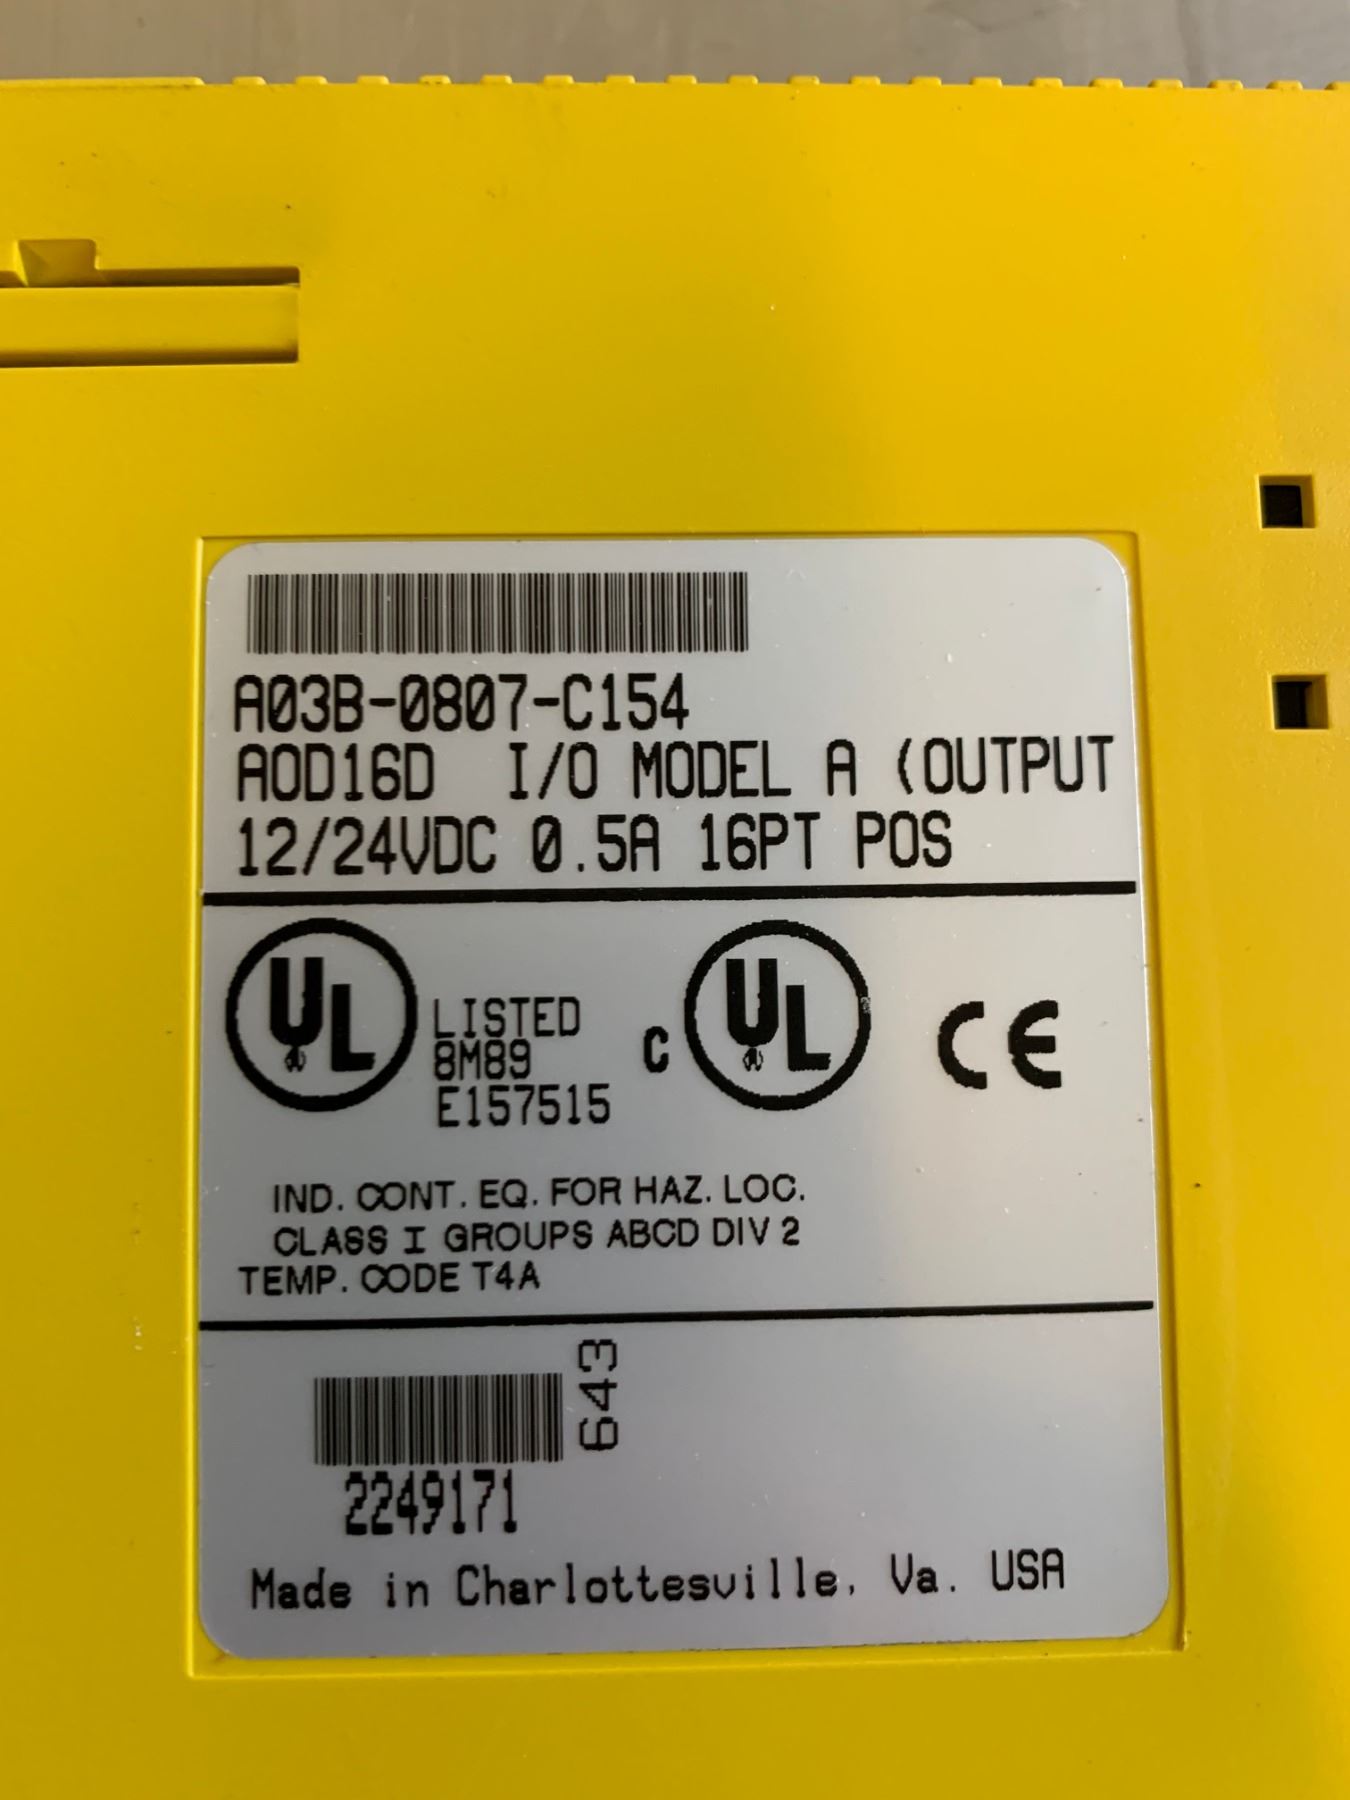 A03B-0807-C154
AOD16D I/O MODEL A (OUTPUT
12/24VDC 0.5A 16PT POS
UL
LISTED
8M89
E157515
C UL
CE
IND. CONT. EQ. FOR HAZ. LOC.
CLASS I GROUPS ABCD DIV 2
TEMP. CODE T4A
643
2249171
Made in Charlottesville, Va. USA